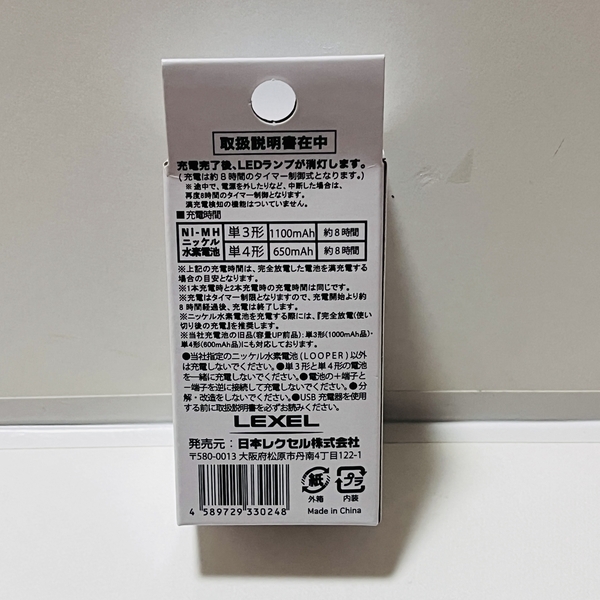 取扱説明書在中
充電完了後、LEDランプが消灯します。
(充電は約8時間のタイマー制御式となります。)
※ 途中で、電源を外したりなど、中断した場合は、
再度8時間のタイマー制御となります。
満充電検知の機能はついていません。
■充電時間
NI-MH
ニッケル
水素電池
単3形 1100mAh 約8時間
単4形 650mAh 約8時間
※上記の充電時間は、完全放電した電池を満充電する
場合の目安となります。
※1本充電時と2本充電時の充電時間は同じです。
※充電はタイマー制限となりますので、充電開始より約
8時間経過後、充電は終了します。
※ニッケル水素電池を充電する際には、『完全放電(使い
切り後の充電』を推奨します。
※当社充電池の旧品(容量UP前品):単3形(1000mA品)・
単4形(600mA品)にも対応しております。
●当社指定のニッケル水素電池(LOOPER)以外
は充電しないでください。●単3形と単4形の電池
を一緒に充電しないでください。●電池の＋端子と
－端子を逆に接続して充電しないでください。●分
解・改造をしないでください。●USB充電器を使用
する前に取扱説明書を必ずお読みください。
LEXEL
発売元：日本レクセル株式会社
〒580-0013 大阪府松原市丹南4丁目122-1
4 589729 330248
紙
外箱
プラ
内装
Made in China